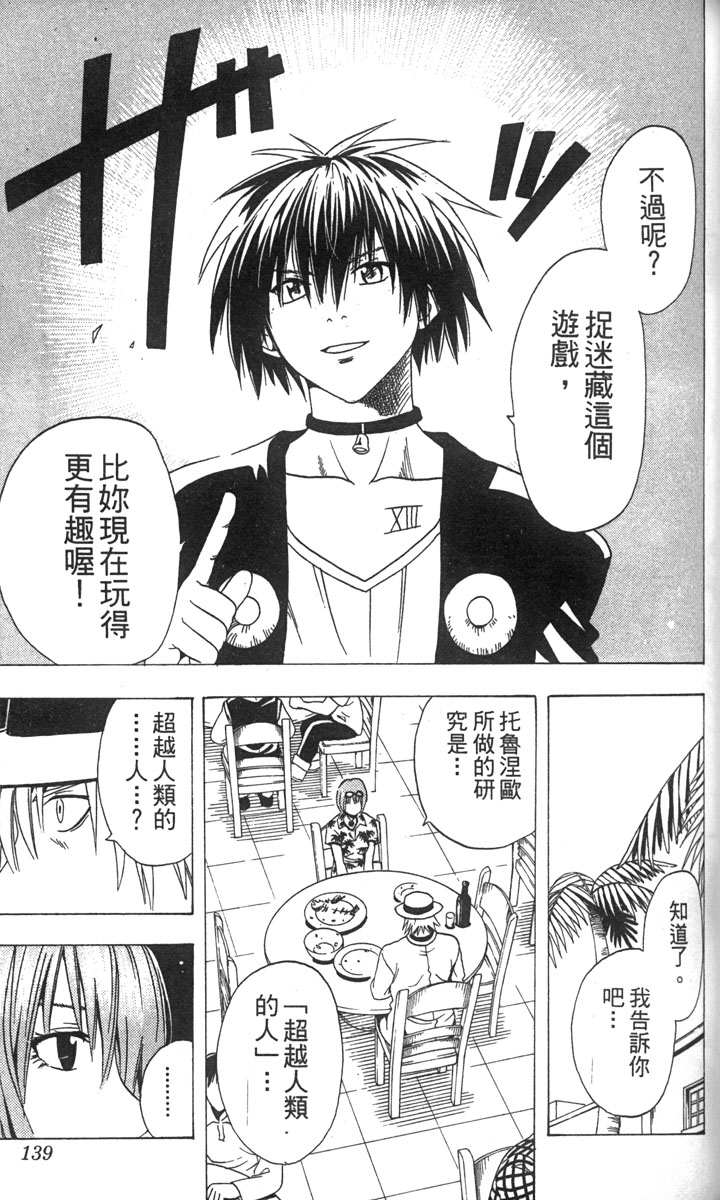 不過呢？
捉迷藏這個
遊戲，
比妳現在玩得
更有趣喔！
XIII
知道了。
我告訴你
吧…
托魯涅歐
所做的研
究是…
「超越人類
的人」…
超越人類的
……人…？
………
139